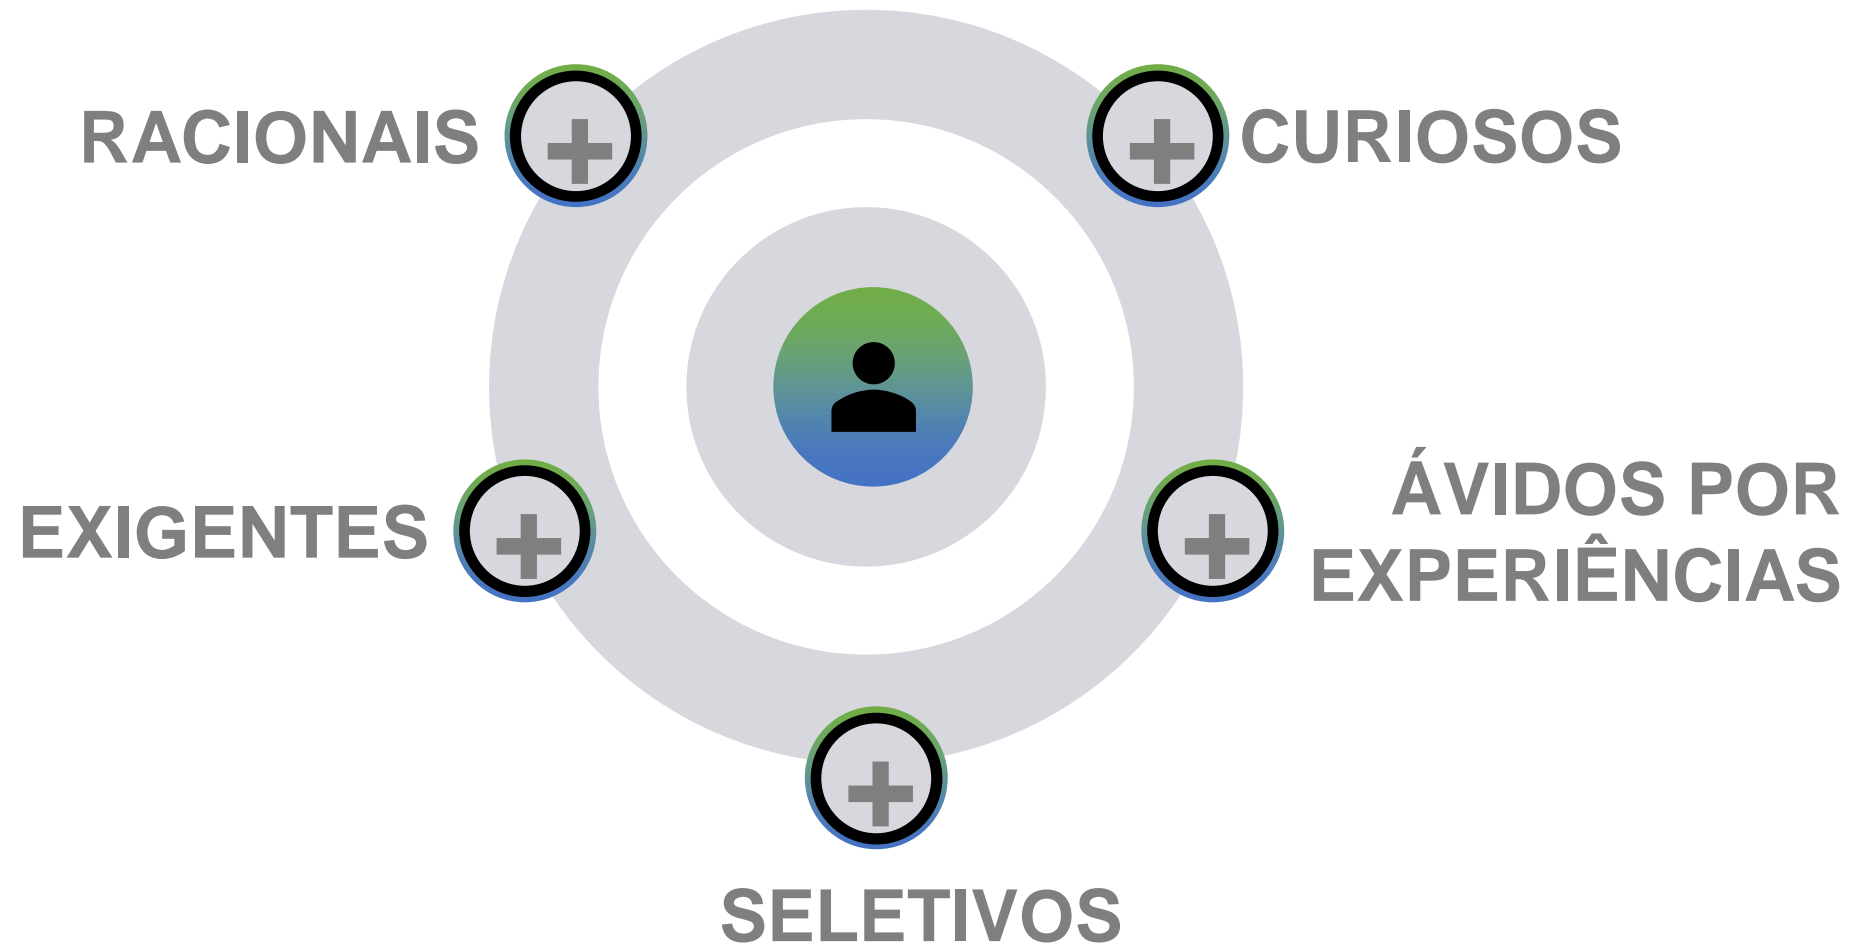 RACIONAIS
+
+
CURIOSOS
EXIGENTES
+
+
ÁVIDOS POR
EXPERIÊNCIAS
+
SELETIVOS